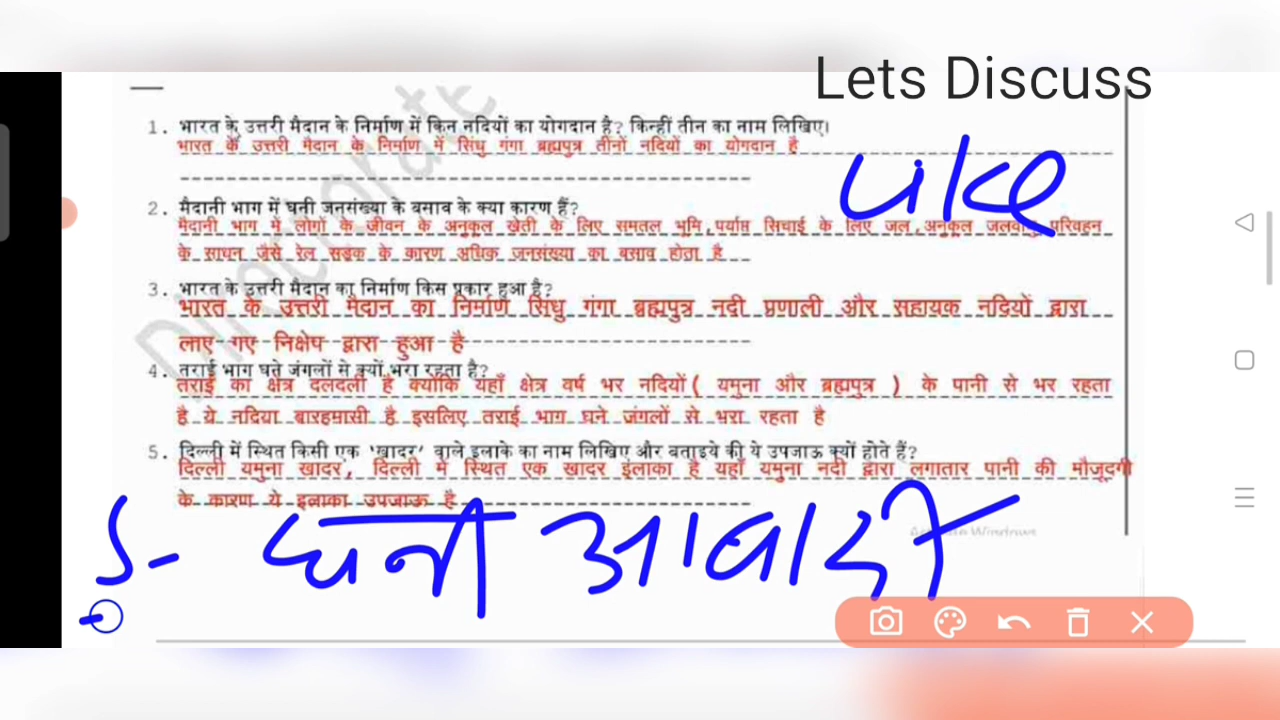 Lets Discuss
1. भारत के उत्तरी मैदान के निर्माण में किन नदियों का योगदान है? किन्हीं तीन का नाम लिखिए।
भारत के उत्तरी मैदान के निर्माण में सिंधु गंगा ब्रह्मपुत्र तीनों नदियों का योगदान है
like
2. मैदानी भाग में घनी जनसंख्या के बसाव के क्या कारण हैं?
मैदानी भाग में लोगों के जीवन के अनुकूल खेती के लिए समतल भूमि,पर्याप्त सिंचाई के लिए जल,अनुकूल जलवायु परिवहन
के साधन जैसे रेल सड़क के कारण अधिक जनसंख्या का बसाव होता है
3. भारत के उत्तरी मैदान का निर्माण किस प्रकार हुआ है?
भारत के उत्तरी मैदान का निर्माण सिंधु गंगा ब्रह्मपुत्र नदी प्रणाली और सहायक नदियों द्वारा
लाए गए निक्षेप द्वारा हुआ है
4. तराई भाग घने जंगलों से क्यों भरा रहता है?
तराई का क्षेत्र दलदली है क्योंकि यहाँ क्षेत्र वर्ष भर नदियों ( यमुना और ब्रह्मपुत्र ) के पानी से भर रहता
है ये नदिया बारहमासी है इसलिए तराई भाग घने जंगलों से भरा रहता है
5. दिल्ली में स्थित किसी एक 'खादर' वाले इलाके का नाम लिखिए और बताइये की ये उपजाऊ क्यों होते हैं?
दिल्ली यमुना खादर, दिल्ली में स्थित एक खादर इलाका है यहाँ यमुना नदी द्वारा लगातार पानी की मौजूदगी
के कारण ये इलाका उपजाऊ है
5- घनी आबादी
Directorate